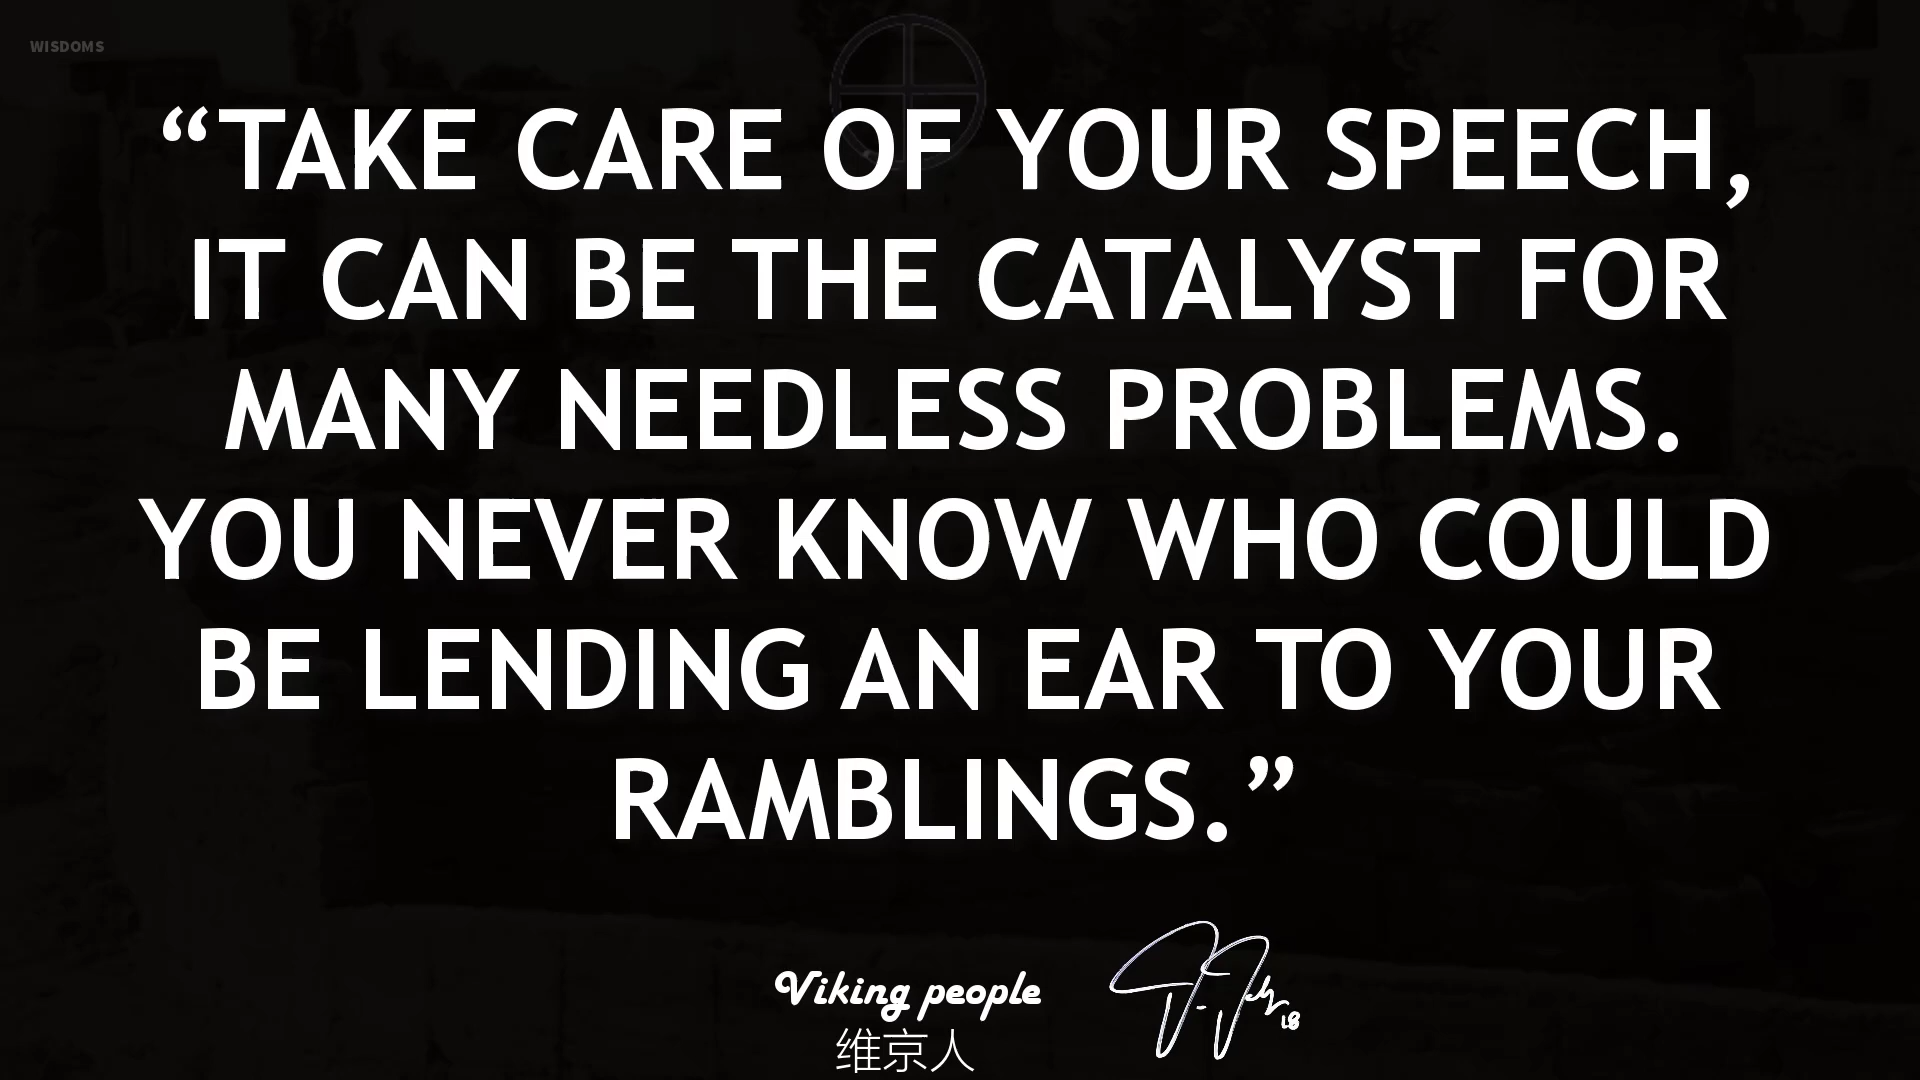 WISDOMS
“TAKE CARE OF YOUR SPEECH,
IT CAN BE THE CATALYST FOR
MANY NEEDLESS PROBLEMS.
YOU NEVER KNOW WHO COULD
BE LENDING AN EAR TO YOUR
RAMBLINGS.”
Viking people
维京人
18